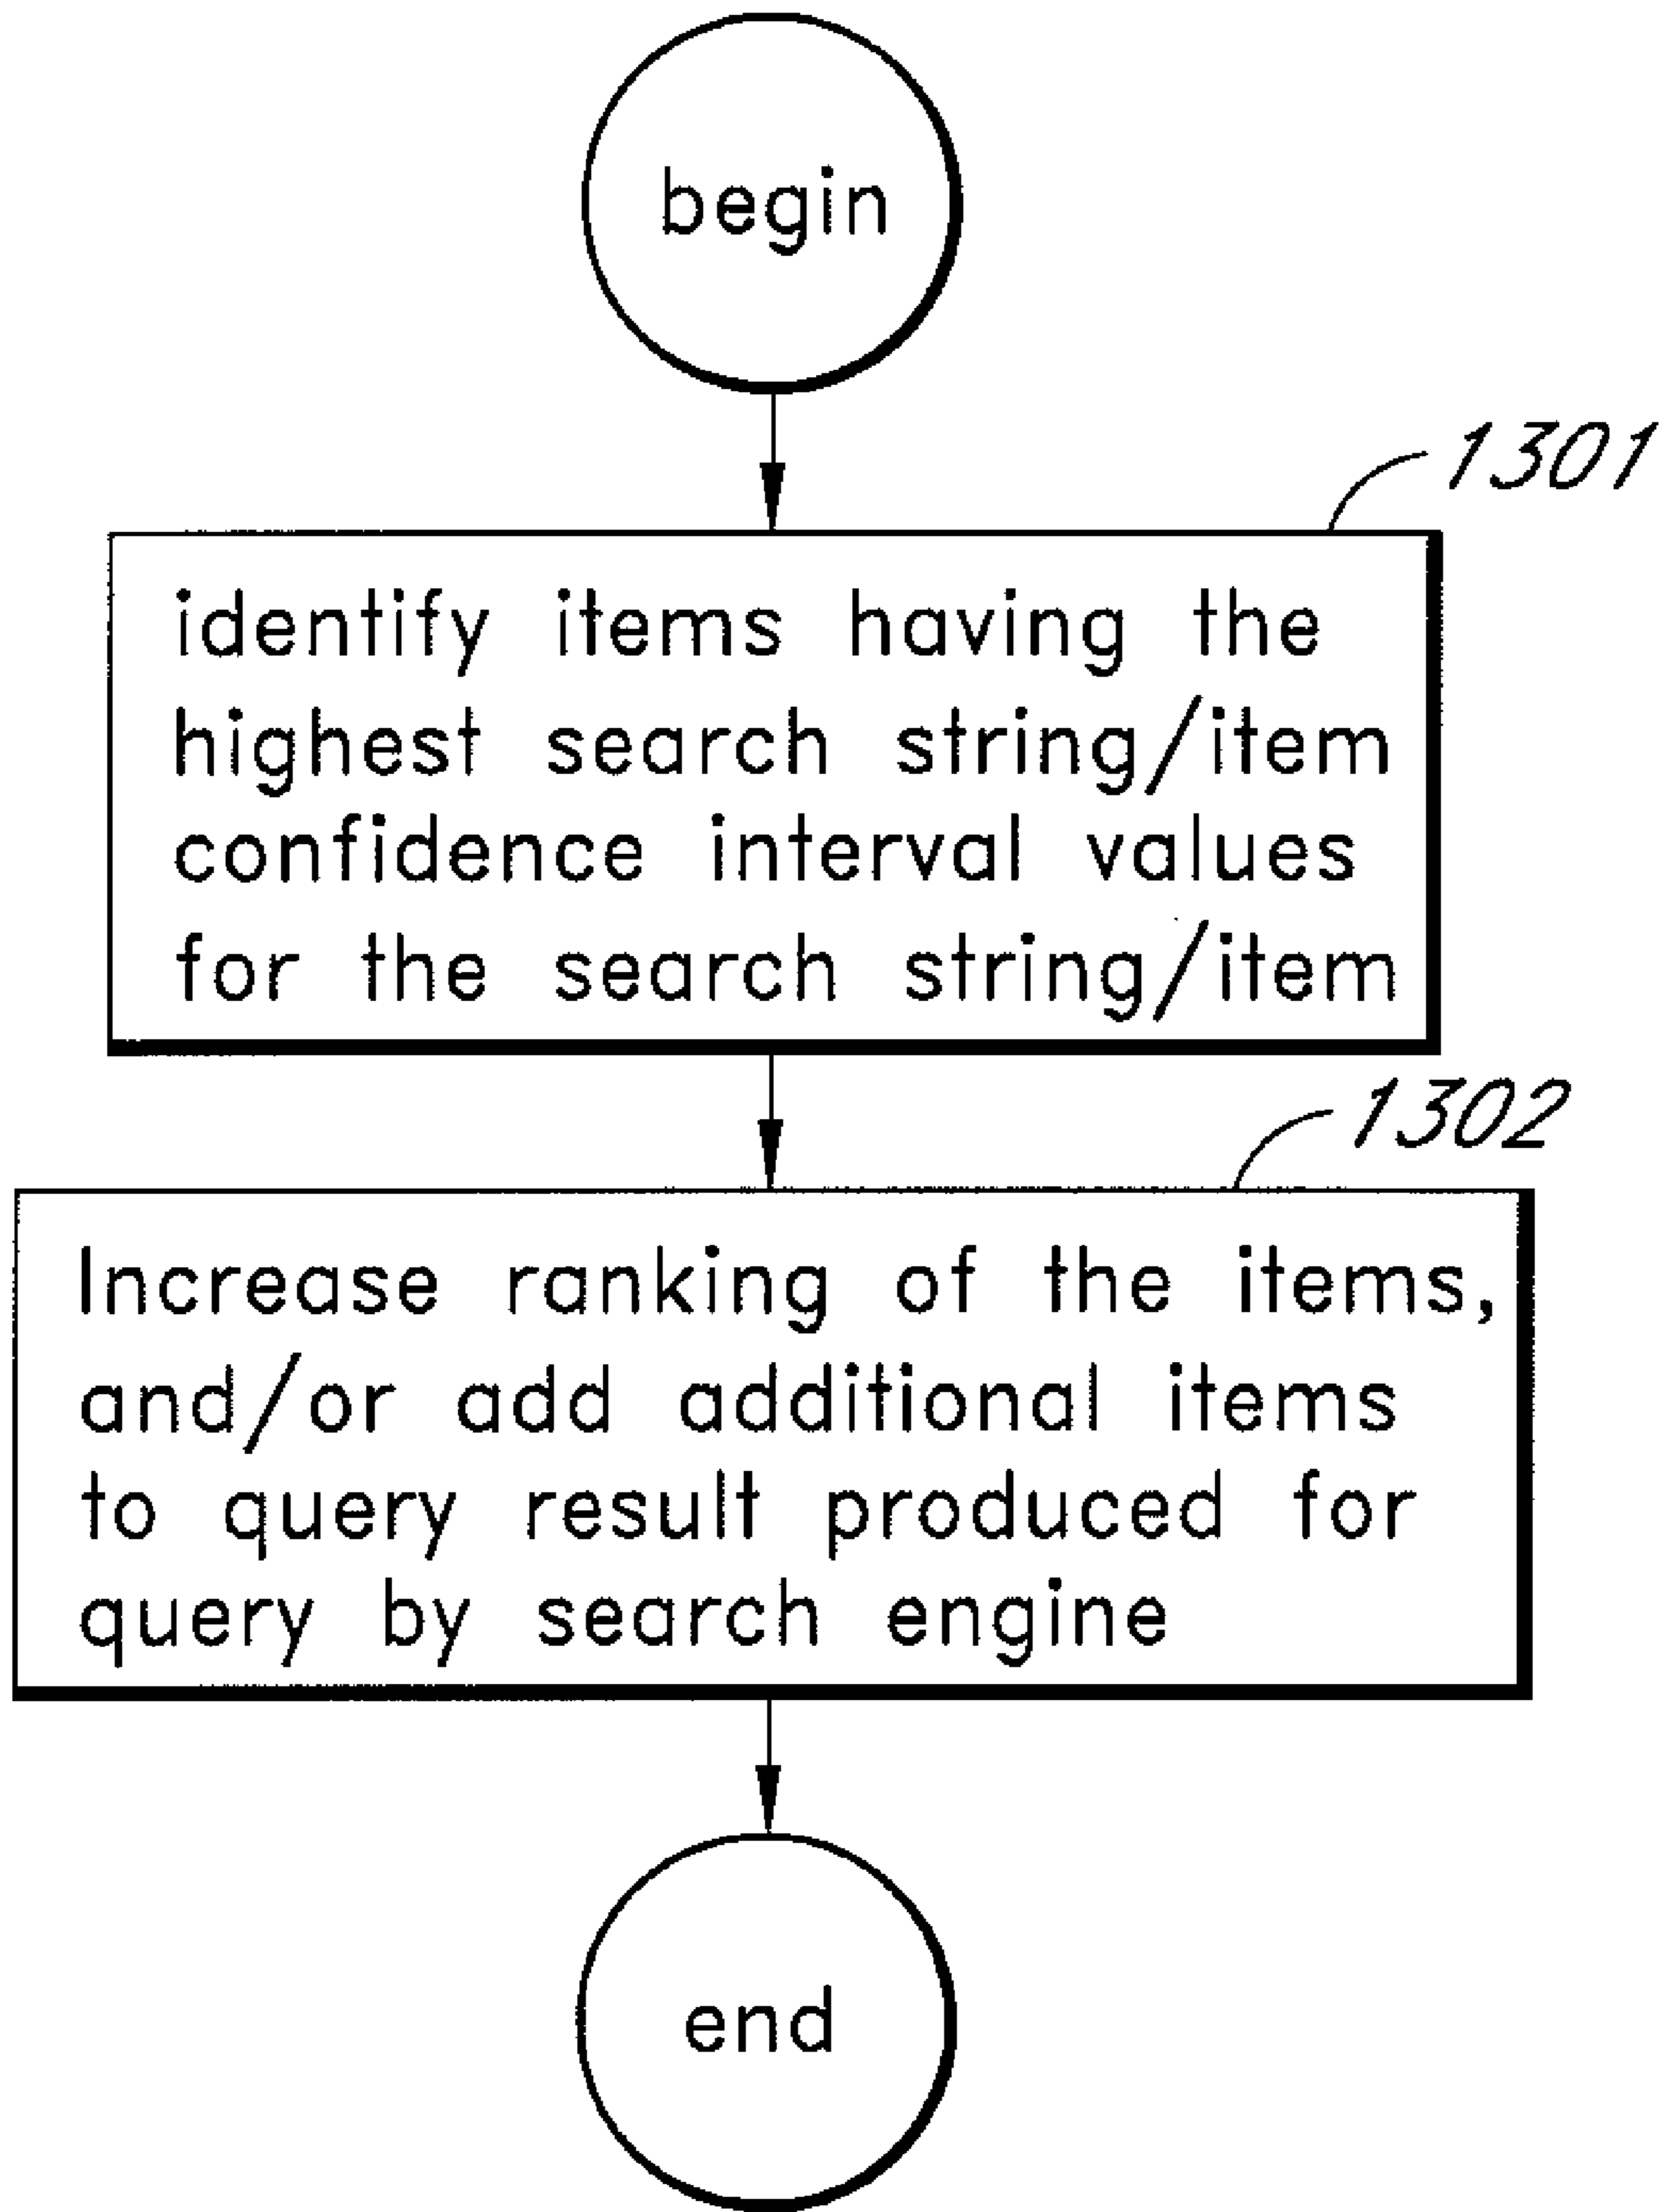 begin
1301
identify items having the
highest search string/item
confidence interval values
for the search string/item
1302
Increase ranking of the items,
and/or add additional items
to query result produced for
query by search engine
end